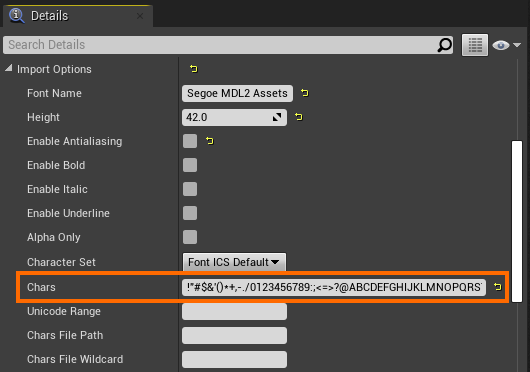 Details
Search Details
Import Options
Font Name Segoe MDL2 Assets
Height 42.0
Enable Antialiasing
Enable Bold
Enable Italic
Enable Underline
Alpha Only
Character Set Font ICS Default
Chars !"#$&'()*+,-./0123456789:;<=>?@ABCDEFGHIJKLMNOPQRS
Unicode Range
Chars File Path
Chars File Wildcard